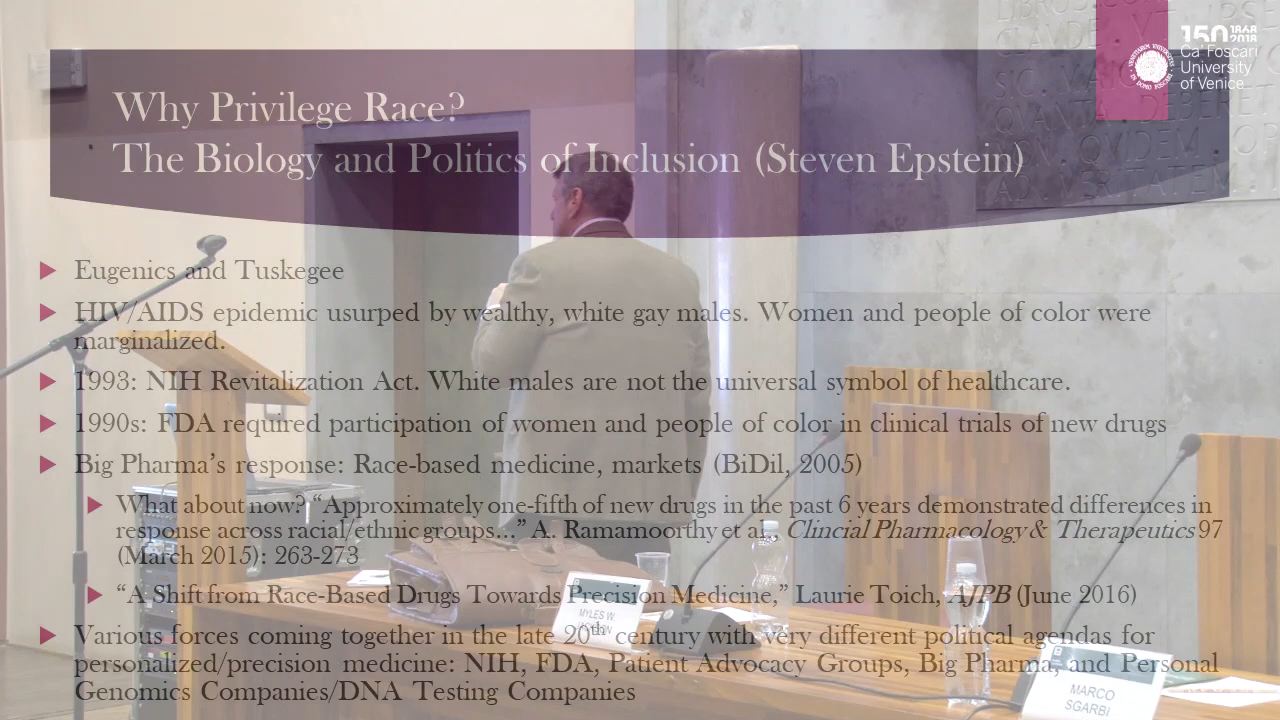 150 1868 2018
Ca' Foscari
University
of Venice
Why Privilege Race?
The Biology and Politics of Inclusion (Steven Epstein)
Eugenics and Tuskegee
HIV/AIDS epidemic usurped by wealthy, white gay males. Women and people of color were
marginalized.
1993: NIH Revitalization Act. White males are not the universal symbol of healthcare.
1990s: FDA required participation of women and people of color in clinical trials of new drugs
Big Pharma's response: Race-based medicine, markets (BiDil, 2005)
What about now? “Approximately one-fifth of new drugs in the past 6 years demonstrated differences in
response across racial/ethnic groups…” A. Ramamoorthy et al., Clincial Pharmacology & Therapeutics 97
(March 2015): 263-273
“A Shift from Race-Based Drugs Towards Precision Medicine,” Laurie Toich, AJPB (June 2016)
Various forces coming together in the late 20th century with very different political agendas for
personalized/precision medicine: NIH, FDA, Patient Advocacy Groups, Big Pharma, and Personal
Genomics Companies/DNA Testing Companies
MYLES W.
MARCO
SGARBI